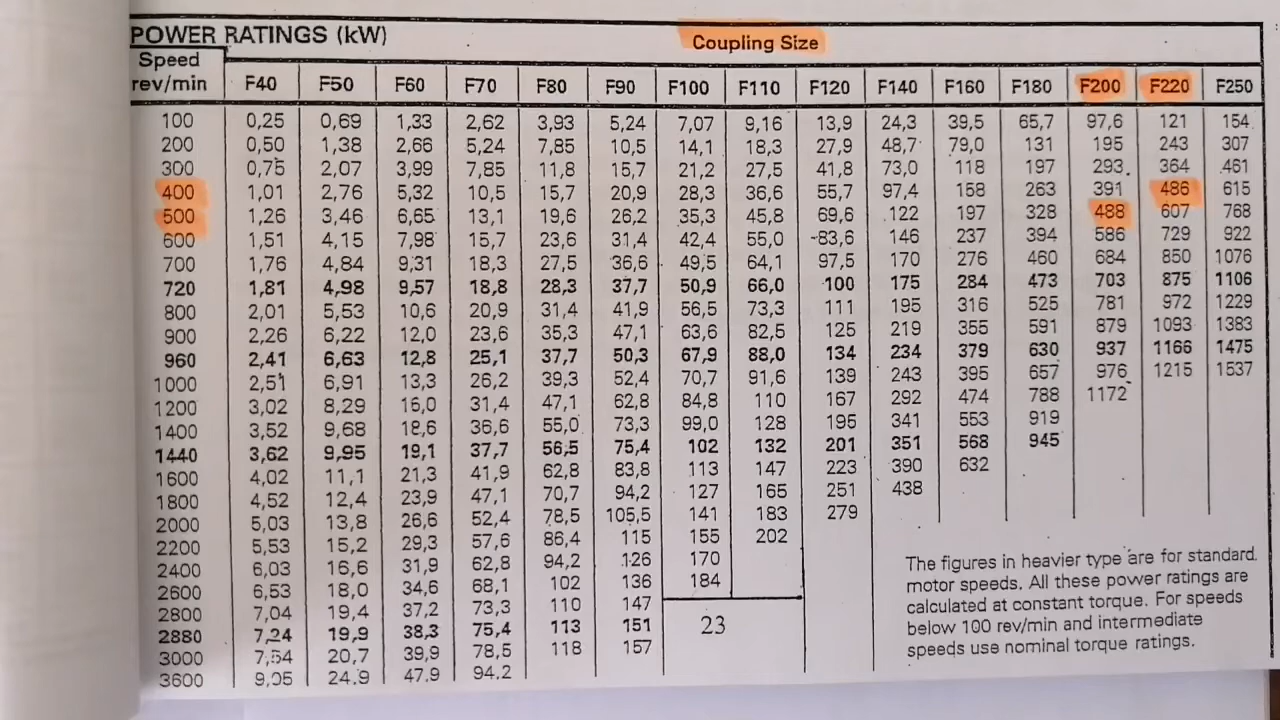 POWER RATINGS (kW)
Coupling Size
Speed
rev/min F40 F50 F60 F70 F80 F90 F100 F110 F120 F140 F160 F180 F200 F220 F250
100 0,25 0,69 1,33 2,62 3,93 5,24 7,07 9,16 13,9 24,3 39,5 65,7 97,6 121 154
200 0,50 1,38 2,66 5,24 7,85 10,5 14,1 18,3 27,9 48,7 79,0 131 195 243 307
300 0,75 2,07 3,99 7,85 11,8 15,7 21,2 27,5 41,8 73,0 118 197 293 364 461
400 1,01 2,76 5,32 10,5 15,7 20,9 28,3 36,6 55,7 97,4 158 263 391 486 615
500 1,26 3,46 6,65 13,1 19,6 26,2 35,3 45,8 69,6 122 197 328 488 607 768
600 1,51 4,15 7,98 15,7 23,6 31,4 42,4 55,0 83,6 146 237 394 586 729 922
700 1,76 4,84 9,31 18,3 27,5 36,6 49,5 64,1 97,5 170 276 460 684 850 1076
720 1,81 4,98 9,57 18,8 28,3 37,7 50,9 66,0 100 175 284 473 703 875 1106
800 2,01 5,53 10,6 20,9 31,4 41,9 56,5 73,3 111 195 316 525 781 972 1229
900 2,26 6,22 12,0 23,6 35,3 47,1 63,6 82,5 125 219 355 591 879 1093 1383
960 2,41 6,63 12,8 25,1 37,7 50,3 67,9 88,0 134 234 379 630 937 1166 1475
1000 2,51 6,91 13,3 26,2 39,3 52,4 70,7 91,6 139 243 395 657 976 1215 1537
1200 3,02 8,29 16,0 31,4 47,1 62,8 84,8 110 167 292 474 788 1172
1400 3,52 9,68 18,6 36,6 55,0 73,3 99,0 128 195 341 553 919
1440 3,62 9,95 19,1 37,7 56,5 75,4 102 132 201 351 568 945
1600 4,02 11,1 21,3 41,9 62,8 83,8 113 147 223 390 632
1800 4,52 12,4 23,9 47,1 70,7 94,2 127 165 251 438
2000 5,03 13,8 26,6 52,4 78,5 105,5 141 183 279
2200 5,53 15,2 29,3 57,6 86,4 115 155 202
2400 6,03 16,6 31,9 62,8 94,2 126 170
2600 6,53 18,0 34,6 68,1 102 136 184
2800 7,04 19,4 37,2 73,3 110 147
2880 7,24 19,9 38,3 75,4 113 151
3000 7,54 20,7 39,9 78,5 118 157
3600 9,05 24,9 47,9 94,2
23
The figures in heavier type are for standard
motor speeds. All these power ratings are
calculated at constant torque. For speeds
below 100 rev/min and intermediate
speeds use nominal torque ratings.